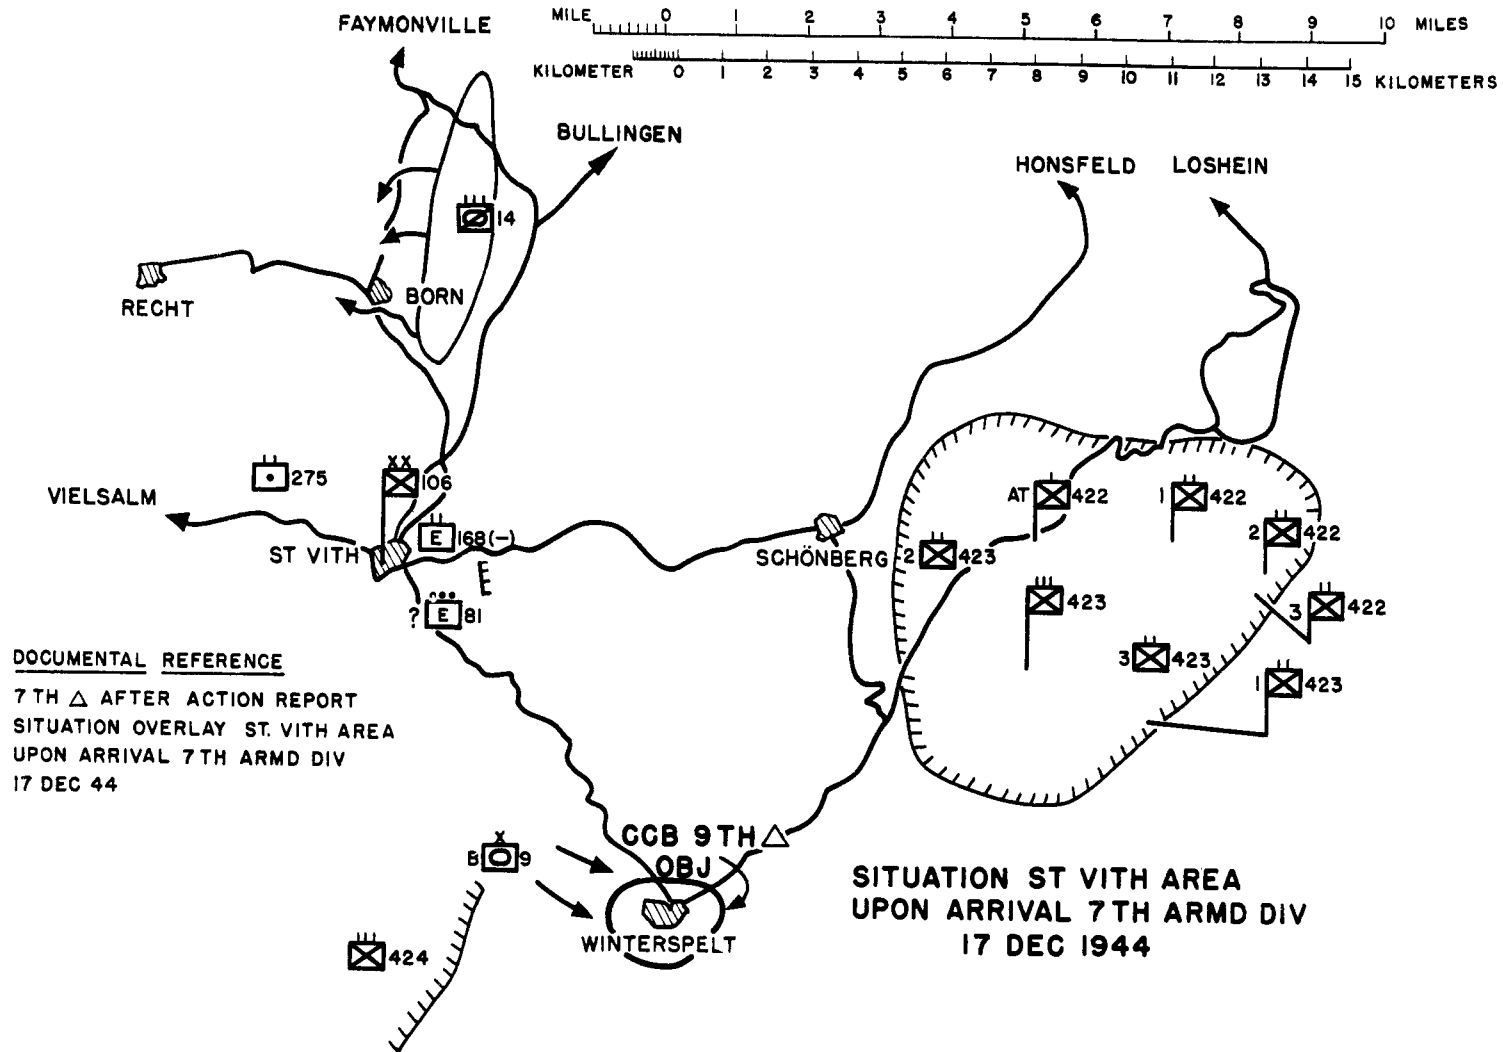 MILE 0 1 2 3 4 5 6 7 8 9 10 MILES
KILOMETER 0 1 2 3 4 5 6 7 8 9 10 11 12 13 14 15 KILOMETERS
FAYMONVILLE
BULLINGEN
HONSFELD
LOSHEIN
14
RECHT
BORN
275
XX
106
VIELSALM
ST VITH
E 168(-)
SCHÖNBERG
? E 81
AT 422
1 422
2 422
2 423
423
3 422
3 423
1 423
DOCUMENTAL REFERENCE
7TH △ AFTER ACTION REPORT
SITUATION OVERLAY ST. VITH AREA
UPON ARRIVAL 7TH ARMD DIV
17 DEC 44
X
B 9
CCB 9TH △
OBJ
WINTERSPELT
424
SITUATION ST VITH AREA
UPON ARRIVAL 7TH ARMD DIV
17 DEC 1944